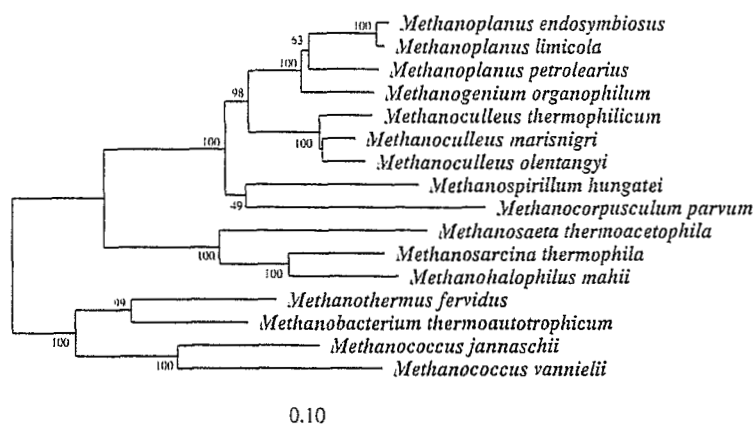 100 Methanoplanus endosymbiosus
63 Methanoplanus limicola
100 Methanoplanus petrolearius
98 Methanogenium organophilum
Methanoculleus thermophilicum
100 100 Methanoculleus marisnigri
Methanoculleus olentangyi
Methanospirillum hungatei
49 Methanocorpusculum parvum
Methanosaeta thermoacetophila
100 Methanosarcina thermophila
100 Methanohalophilus mahii
99 Methanothermus fervidus
Methanobacterium thermoautotrophicum
100 Methanococcus jannaschii
100 Methanococcus vannielii
0.10